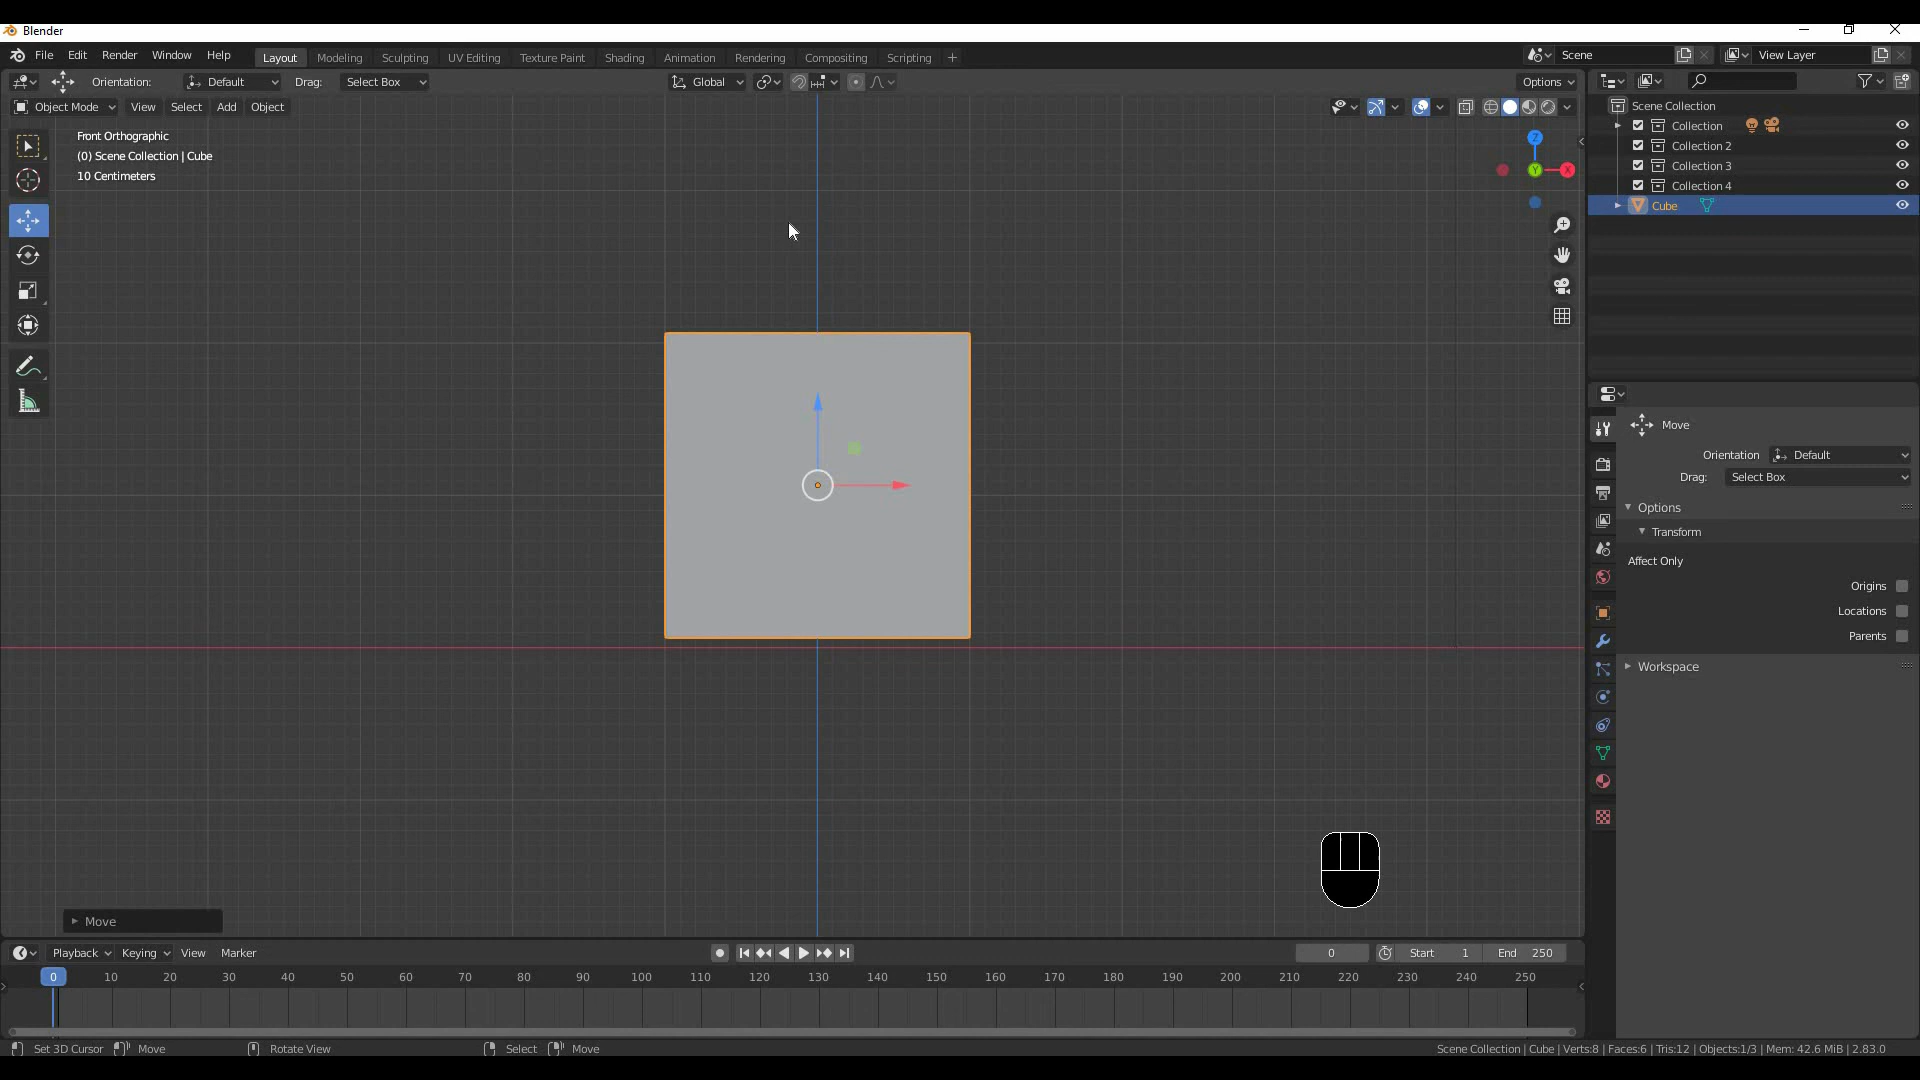 Blender
File Edit Render Window Help Layout Modeling Sculpting UV Editing Texture Paint Shading Animation Rendering Compositing Scripting + Scene View Layer
Orientation: Default Drag: Select Box Global Options
Object Mode View Select Add Object
Front Orthographic
(0) Scene Collection | Cube
10 Centimeters
Z
Y
X
Scene Collection
Collection
Collection 2
Collection 3
Collection 4
Cube
Move
Orientation Default
Drag: Select Box
Options
Transform
Affect Only
Origins
Locations
Parents
Workspace
Move
Playback Keying View Marker 0 Start 1 End 250
0 10 20 30 40 50 60 70 80 90 100 110 120 130 140 150 160 170 180 190 200 210 220 230 240 250
Set 3D Cursor Move Rotate View Select Move Scene Collection | Cube | Verts:8 | Faces:6 | Tris:12 | Objects:1/3 | Mem: 42.6 MiB | 2.83.0